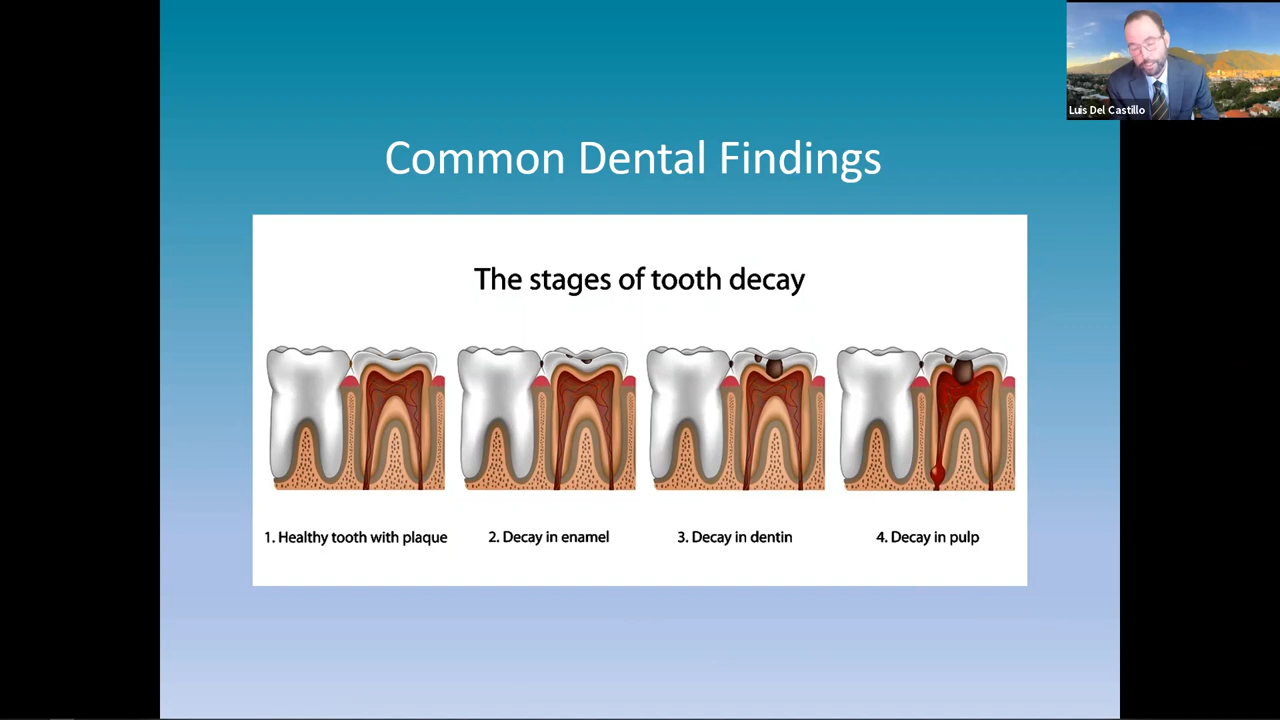 Luis Del Castillo
Common Dental Findings
The stages of tooth decay
1. Healthy tooth with plaque
2. Decay in enamel
3. Decay in dentin
4. Decay in pulp